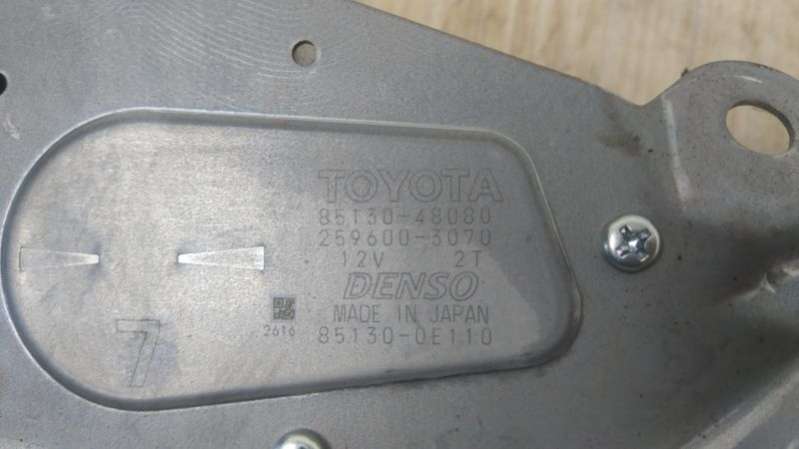 TOYOTA
85130-48080
259600-3070
12V 2T
DENSO
MADE IN JAPAN
2616
85130-0E110
7